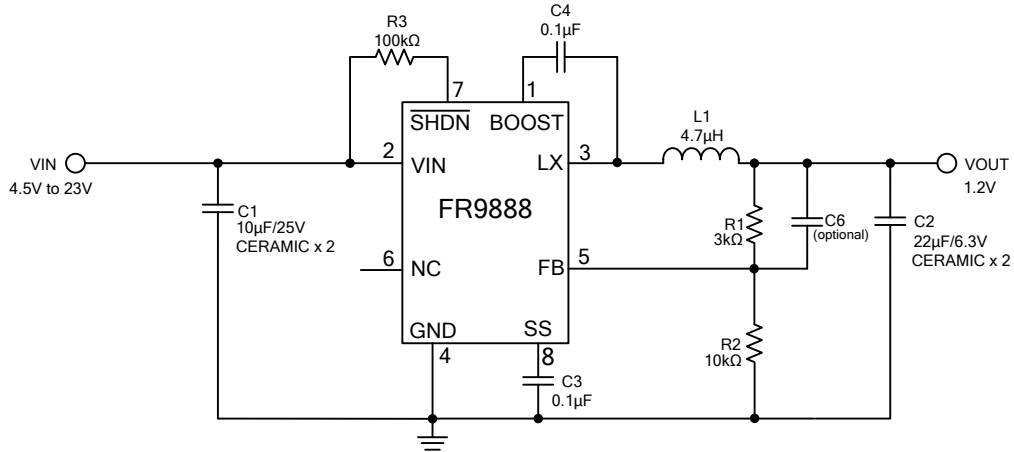 C4
0.1µF
R3
100kΩ
7
1
SHDN
BOOST
L1
4.7µH
VIN
4.5V to 23V
2
VIN
LX
3
VOUT
1.2V
C1
10µF/25V
CERAMIC x 2
FR9888
R1
3kΩ
C6
(optional)
C2
22µF/6.3V
CERAMIC x 2
6
NC
FB
5
GND
SS
4
8
R2
10kΩ
C3
0.1µF